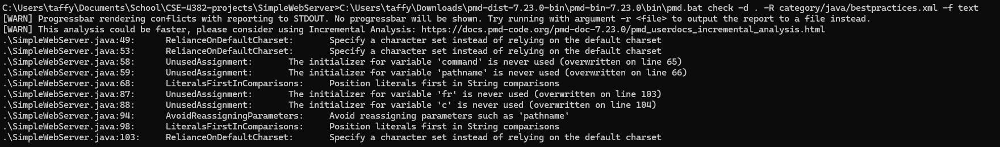 C:\Users\taffy\Documents\School\CSE-4382-projects\SimpleWebServer>C:\Users\taffy\Downloads\pmd-dist-7.23.0-bin\pmd-bin-7.23.0\bin\pmd.bat check -d . -R category/java/bestpractices.xml -f text
[WARN] Progressbar rendering conflicts with reporting to STDOUT. No progressbar will be shown. Try running with argument -r <file> to output the report to a file instead.
[WARN] This analysis could be faster, please consider using Incremental Analysis: https://docs.pmd-code.org/pmd-doc-7.23.0/pmd_userdocs_incremental_analysis.html
.\SimpleWebServer.java:49:	RelianceOnDefaultCharset:	Specify a character set instead of relying on the default charset
.\SimpleWebServer.java:53:	RelianceOnDefaultCharset:	Specify a character set instead of relying on the default charset
.\SimpleWebServer.java:58:	UnusedAssignment:	The initializer for variable 'command' is never used (overwritten on line 65)
.\SimpleWebServer.java:59:	UnusedAssignment:	The initializer for variable 'pathname' is never used (overwritten on line 66)
.\SimpleWebServer.java:68:	LiteralsFirstInComparisons:	Position literals first in String comparisons
.\SimpleWebServer.java:87:	UnusedAssignment:	The initializer for variable 'fr' is never used (overwritten on line 103)
.\SimpleWebServer.java:88:	UnusedAssignment:	The initializer for variable 'c' is never used (overwritten on line 104)
.\SimpleWebServer.java:94:	AvoidReassigningParameters:	Avoid reassigning parameters such as 'pathname'
.\SimpleWebServer.java:98:	LiteralsFirstInComparisons:	Position literals first in String comparisons
.\SimpleWebServer.java:103:	RelianceOnDefaultCharset:	Specify a character set instead of relying on the default charset